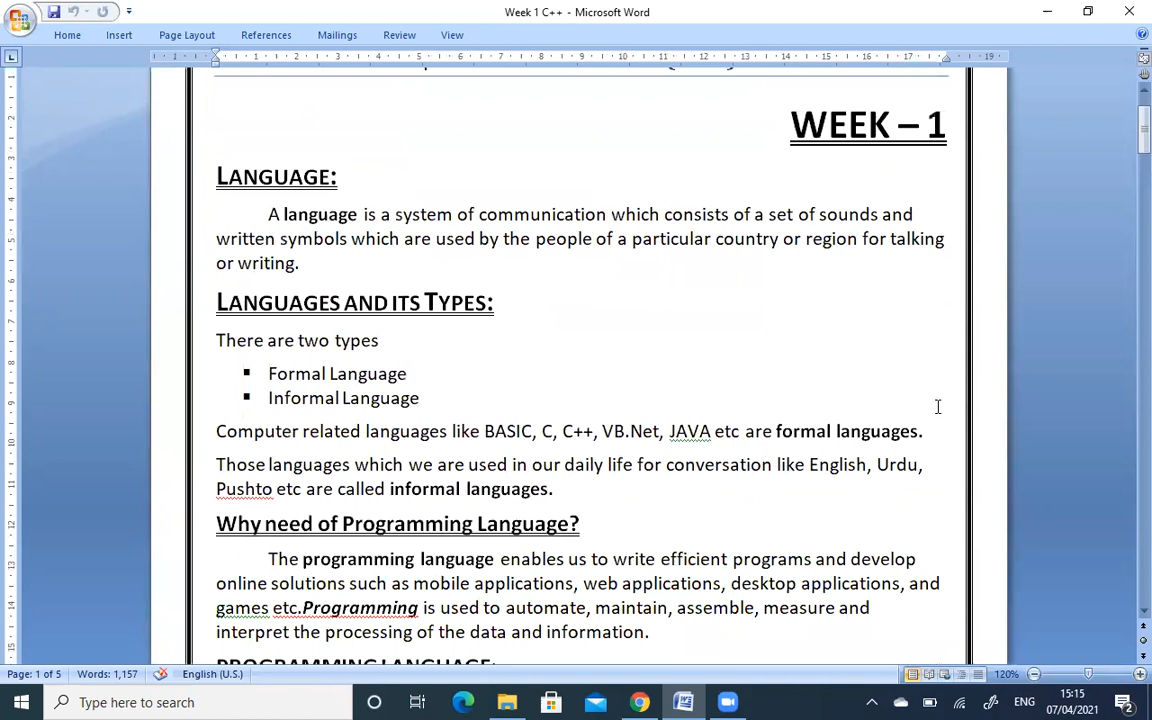 Week 1 C++ - Microsoft Word
Home Insert Page Layout References Mailings Review View
WEEK – 1
LANGUAGE:
A language is a system of communication which consists of a set of sounds and
written symbols which are used by the people of a particular country or region for talking
or writing.
LANGUAGES AND ITS TYPES:
There are two types
▪ Formal Language
▪ Informal Language
Computer related languages like BASIC, C, C++, VB.Net, JAVA etc are formal languages.
Those languages which we are used in our daily life for conversation like English, Urdu,
Pushto etc are called informal languages.
Why need of Programming Language?
The programming language enables us to write efficient programs and develop
online solutions such as mobile applications, web applications, desktop applications, and
games etc.Programming is used to automate, maintain, assemble, measure and
interpret the processing of the data and information.
PROGRAMMING LANGUAGE:
Page: 1 of 5 Words: 1,157 English (U.S.) 120%
Type here to search ENG 15:15
07/04/2021 2